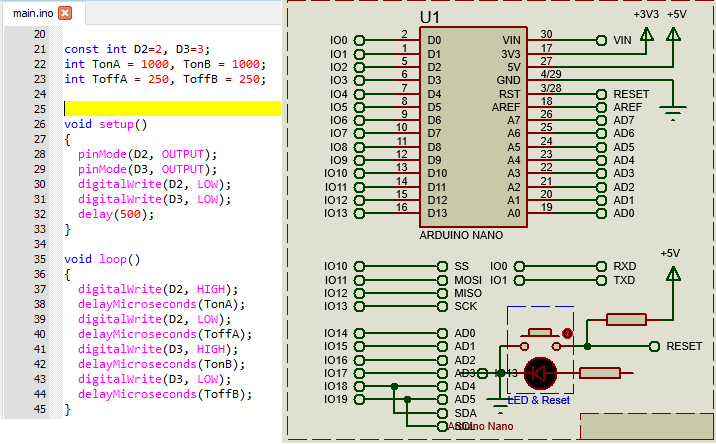 main.ino
20
21 const int D2=2, D3=3;
22 int TonA = 1000, TonB = 1000;
23 int ToffA = 250, ToffB = 250;
24
25
26 void setup()
27 {
28 pinMode(D2, OUTPUT);
29 pinMode(D3, OUTPUT);
30 digitalWrite(D2, LOW);
31 digitalWrite(D3, LOW);
32 delay(500);
33 }
34
35 void loop()
36 {
37 digitalWrite(D2, HIGH);
38 delayMicroseconds(TonA);
39 digitalWrite(D2, LOW);
40 delayMicroseconds(ToffA);
41 digitalWrite(D3, HIGH);
42 delayMicroseconds(TonB);
43 digitalWrite(D3, LOW);
44 delayMicroseconds(ToffB);
45 }
U1
+3V3 +5V
IO0 2 D0 VIN 30 VIN
IO1 1 D1 3V3 17
IO2 5 D2 5V 27
IO3 6 D3 GND 4/29
IO4 7 D4 RST 3/28 RESET
IO5 8 D5 AREF 18 AREF
IO6 9 D6 A7 26 AD7
IO7 10 D7 A6 25 AD6
IO8 11 D8 A5 24 AD5
IO9 12 D9 A4 23 AD4
IO10 13 D10 A3 22 AD3
IO11 14 D11 A2 21 AD2
IO12 15 D12 A1 20 AD1
IO13 16 D13 A0 19 AD0
ARDUINO NANO
+5V
IO10 SS IO0 RXD
IO11 MOSI IO1 TXD
IO12 MISO
IO13 SCK
IO14 AD0
IO15 AD1 RESET
IO16 AD2
IO17 AD3 IO13
IO18 AD4
IO19 AD5 LED & Reset
SDA
SCL Arduino Nano